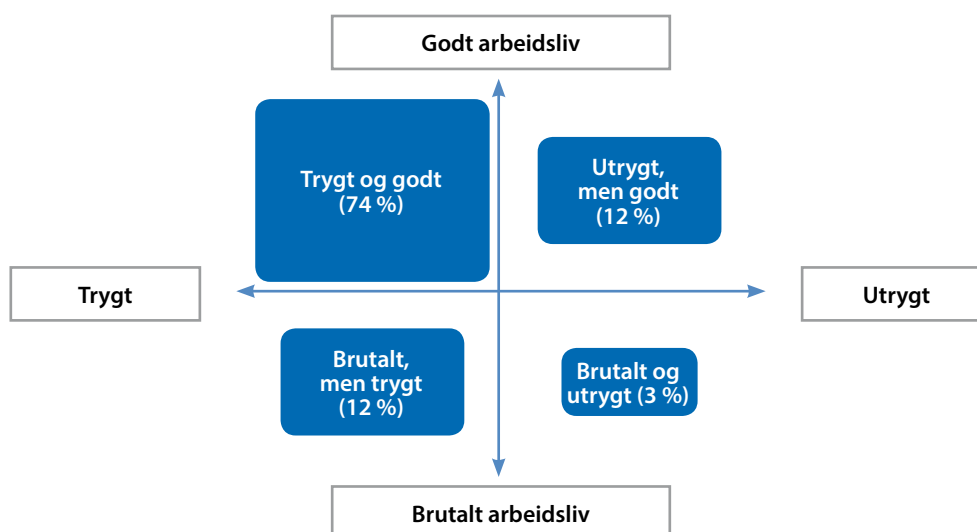 Godt arbeidsliv
Trygt og godt
(74 %)
Utrygt,
men godt
(12 %)
Trygt
Utrygt
Brutalt,
men trygt
(12 %)
Brutalt og
utrygt (3 %)
Brutalt arbeidsliv